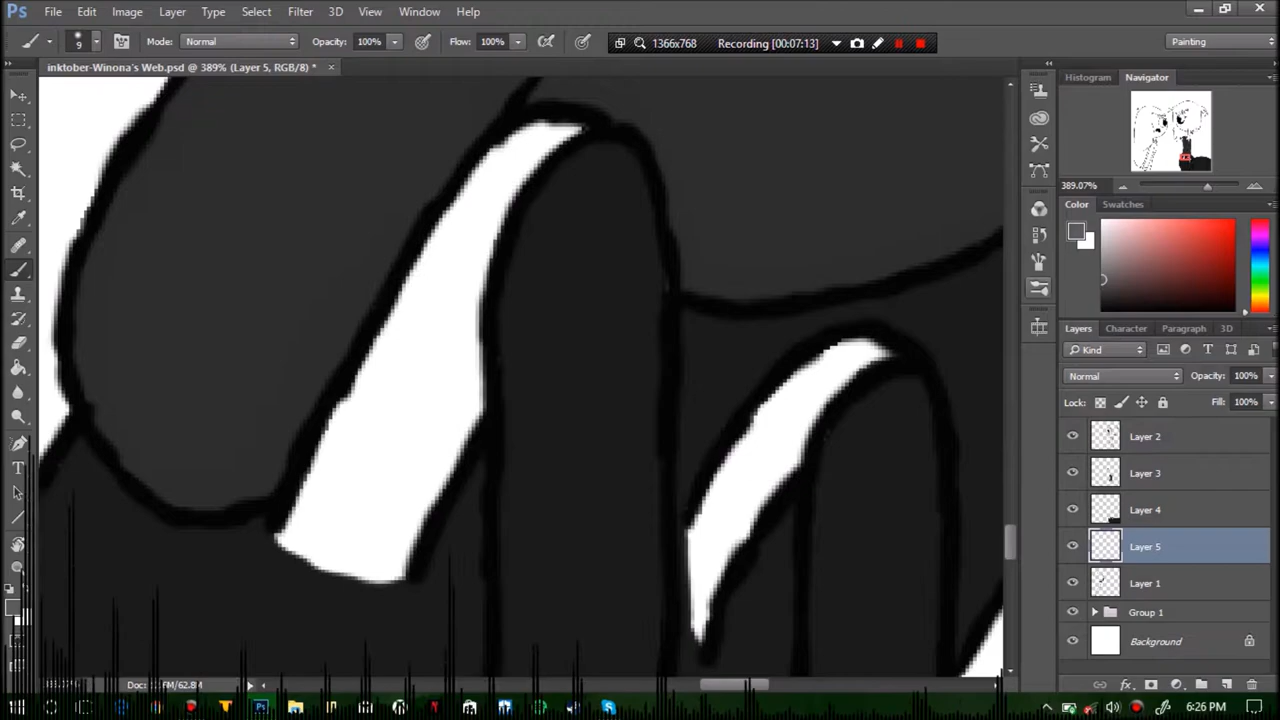 Ps File Edit Image Layer Type Select Filter 3D View Window Help
9 Mode: Normal Opacity: 100% Flow: 100% 1366x768 Recording [00:07:13] Painting
inktober-Winona's Web.psd @ 389% (Layer 5, RGB/8) *
Histogram Navigator
389.07%
Color Swatches
Layers Character Paragraph 3D
Kind
Normal Opacity: 100%
Lock: Fill: 100%
Layer 2
Layer 3
Layer 4
Layer 5
Layer 1
Group 1
Background
6:26 PM